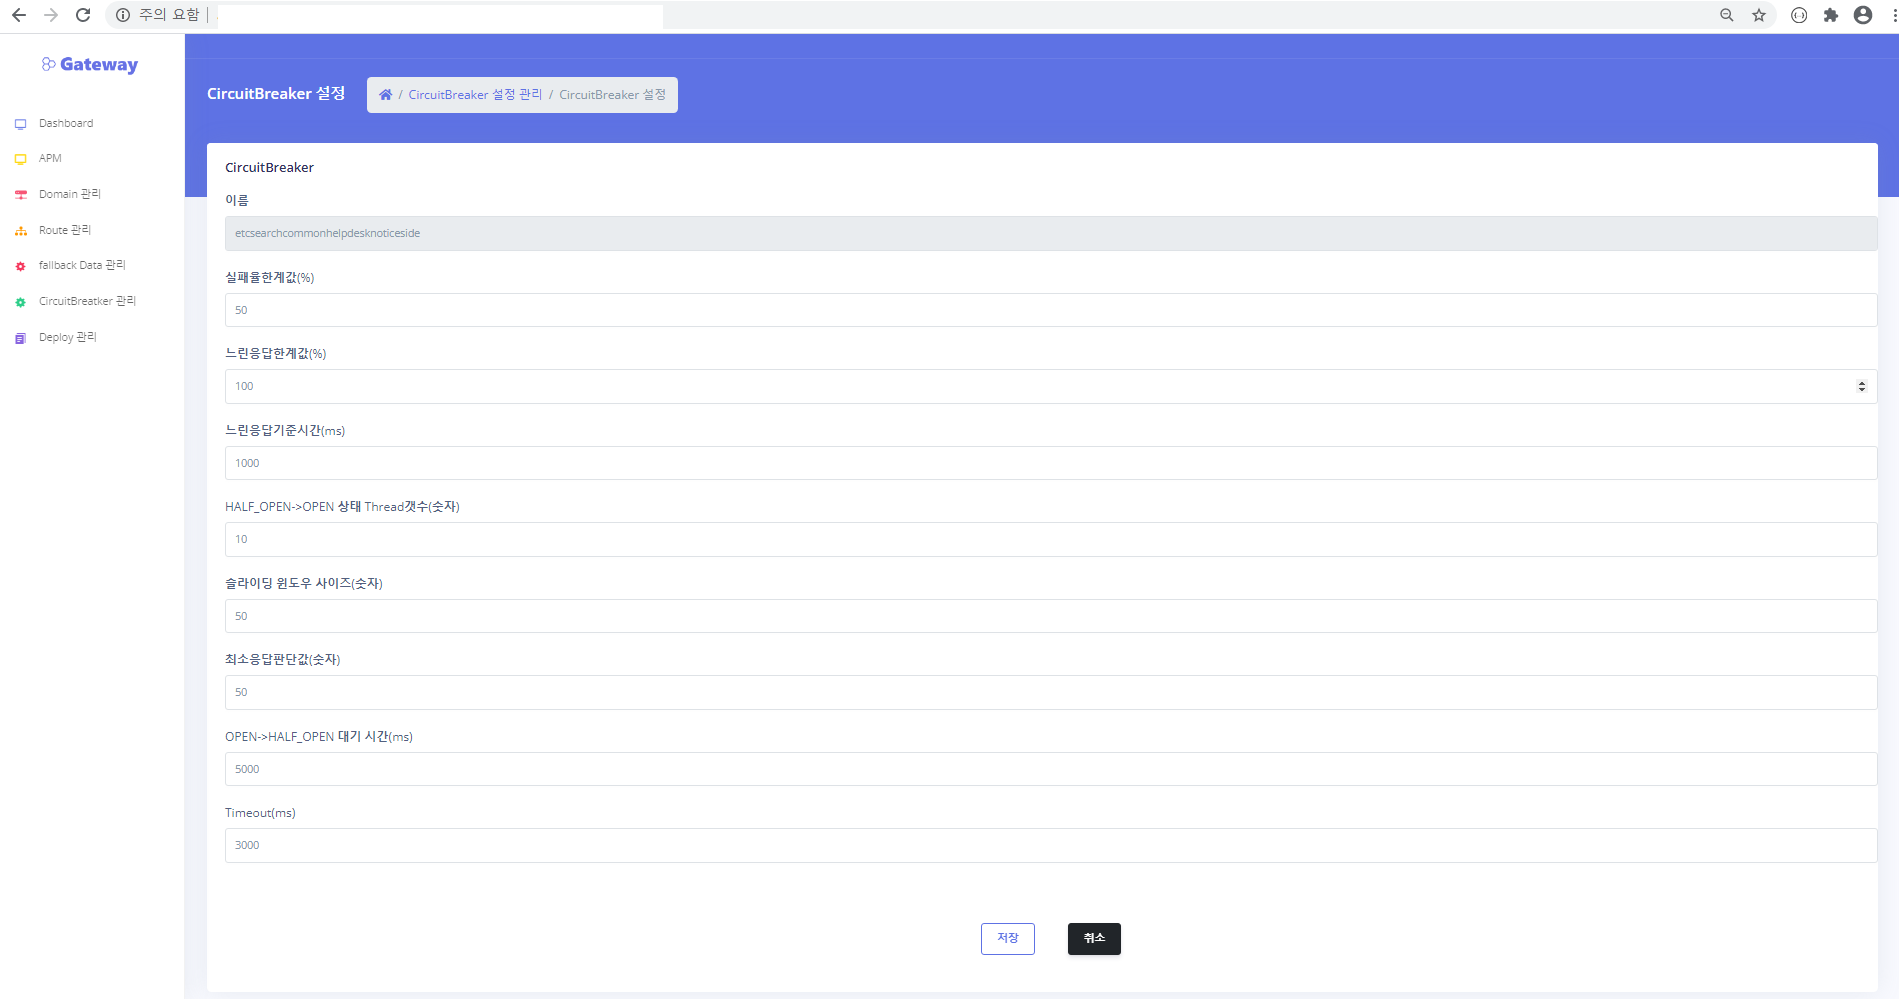 주의 요함
Gateway
CircuitBreaker 설정
/ CircuitBreaker 설정 관리 / CircuitBreaker 설정
Dashboard
APM
Domain 관리
Route 관리
fallback Data 관리
CircuitBreatker 관리
Deploy 관리
CircuitBreaker
이름
etcsearchcommonhelpdesknoticeside
실패율한계값(%)
50
느린응답한계값(%)
100
느린응답기준시간(ms)
1000
HALF_OPEN->OPEN 상태 Thread갯수(숫자)
10
슬라이딩 윈도우 사이즈(숫자)
50
최소응답판단값(숫자)
50
OPEN->HALF_OPEN 대기 시간(ms)
5000
Timeout(ms)
3000
저장
취소